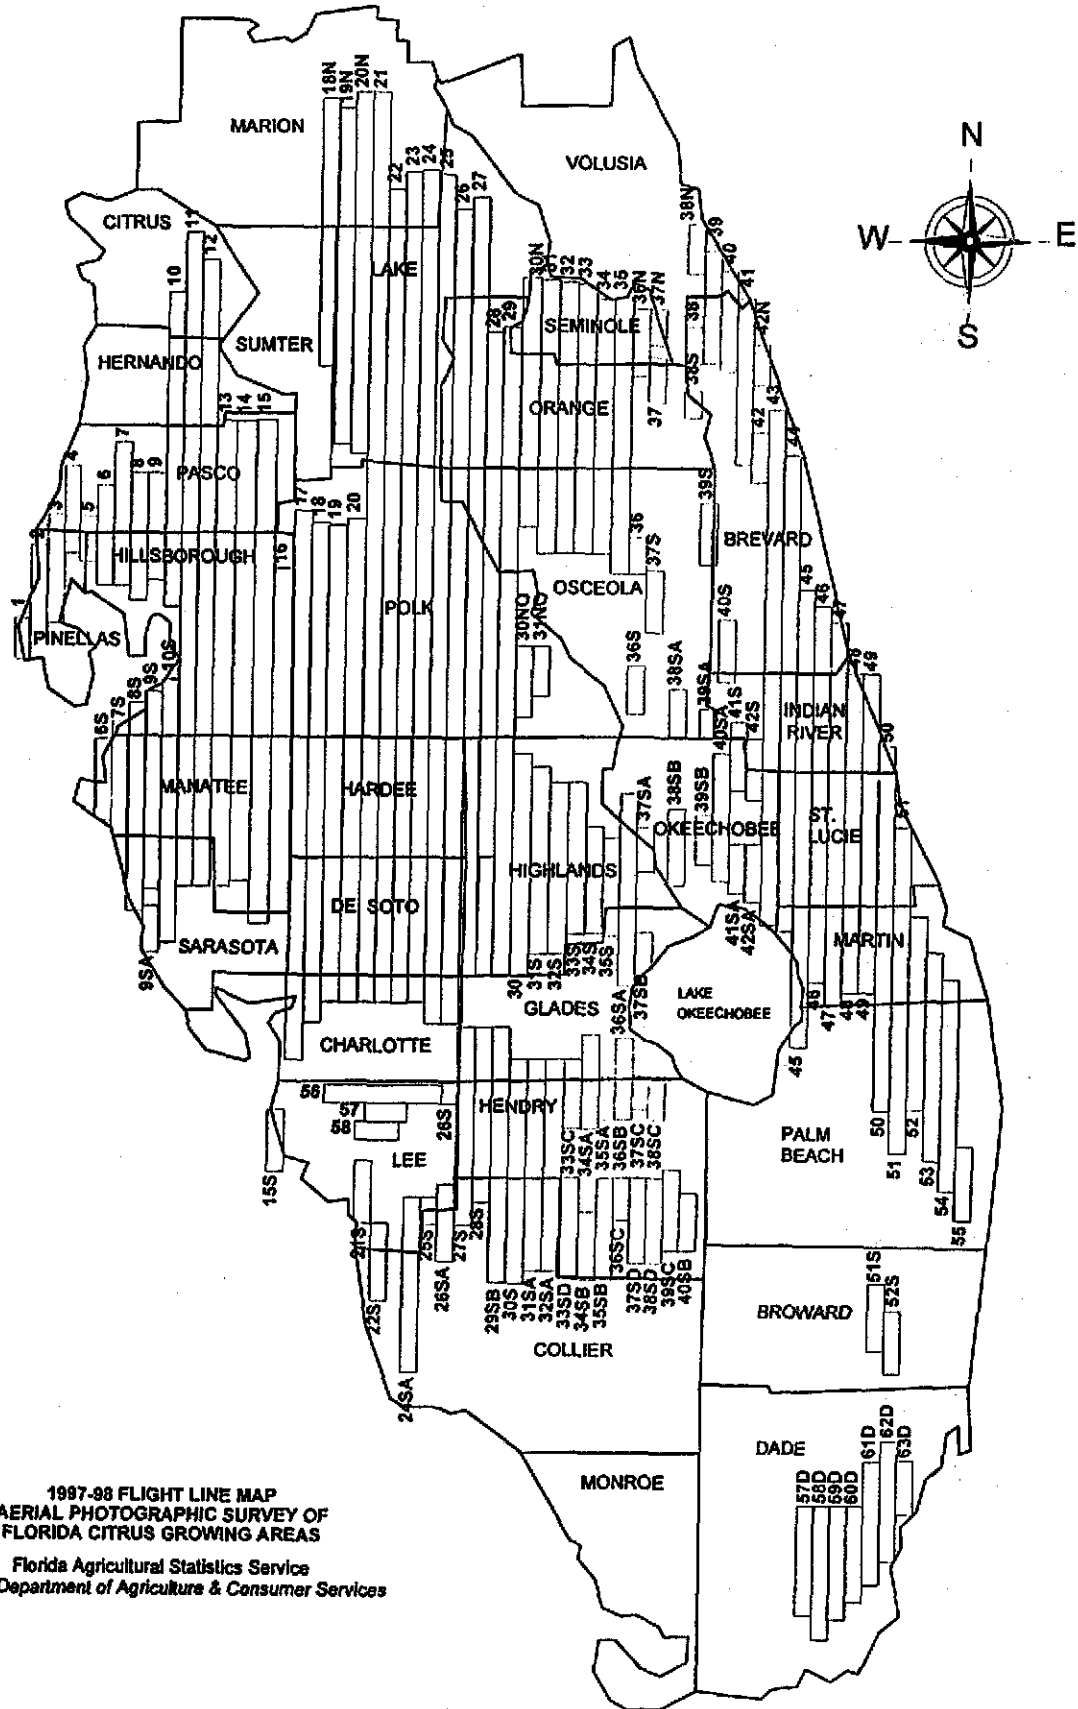 18N
19N
20N
21
22
23
24
25
26
27
MARION
VOLUSIA
CITRUS
N
W
E
S
10
11
12
LAKE
SUMTER
HERNANDO
38N
39
40
41
42N
30N
31
32
33
34
35
36N
37N
38
38S
28
29
SEMINOLE
ORANGE
37
42
43
44
13
14
15
PASCO
4
3
5
6
7
8
9
2
1
HILLSBOROUGH
PINELLAS
16
17
18
19
20
POLK
36
37S
39S
BREVARD
OSCEOLA
30NO
31NO
36S
38SA
39SA
40S
45
46
47
48
49
50
51
6S
7S
8S
9S
10S
MANATEE
HARDEE
40SA
41S
42S
INDIAN
RIVER
37SA
38SB
39SB
OKEECHOBEE
ST.
LUCIE
HIGHLANDS
DE SOTO
SARASOTA
9SA
41SA
42SA
MARTIN
30
31S
32S
33S
34S
35S
36SA
37SB
GLADES
LAKE
OKEECHOBEE
45
46
47
48
49
CHARLOTTE
56
57
58
26S
HENDRY
LEE
15S
33SC
34SA
35SA
36SB
37SC
38SC
PALM
BEACH
50
51
52
53
54
55
21S
22S
24SA
25S
26SA
27S
28S
29SB
30S
31SA
32SA
33SD
34SB
35SB
36SC
37SD
38SD
39SC
40SB
COLLIER
51S
52S
BROWARD
DADE
MONROE
57D
58D
59D
60D
61D
62D
63D
1997-98 FLIGHT LINE MAP
AERIAL PHOTOGRAPHIC SURVEY OF
FLORIDA CITRUS GROWING AREAS
Florida Agricultural Statistics Service
Department of Agriculture & Consumer Services